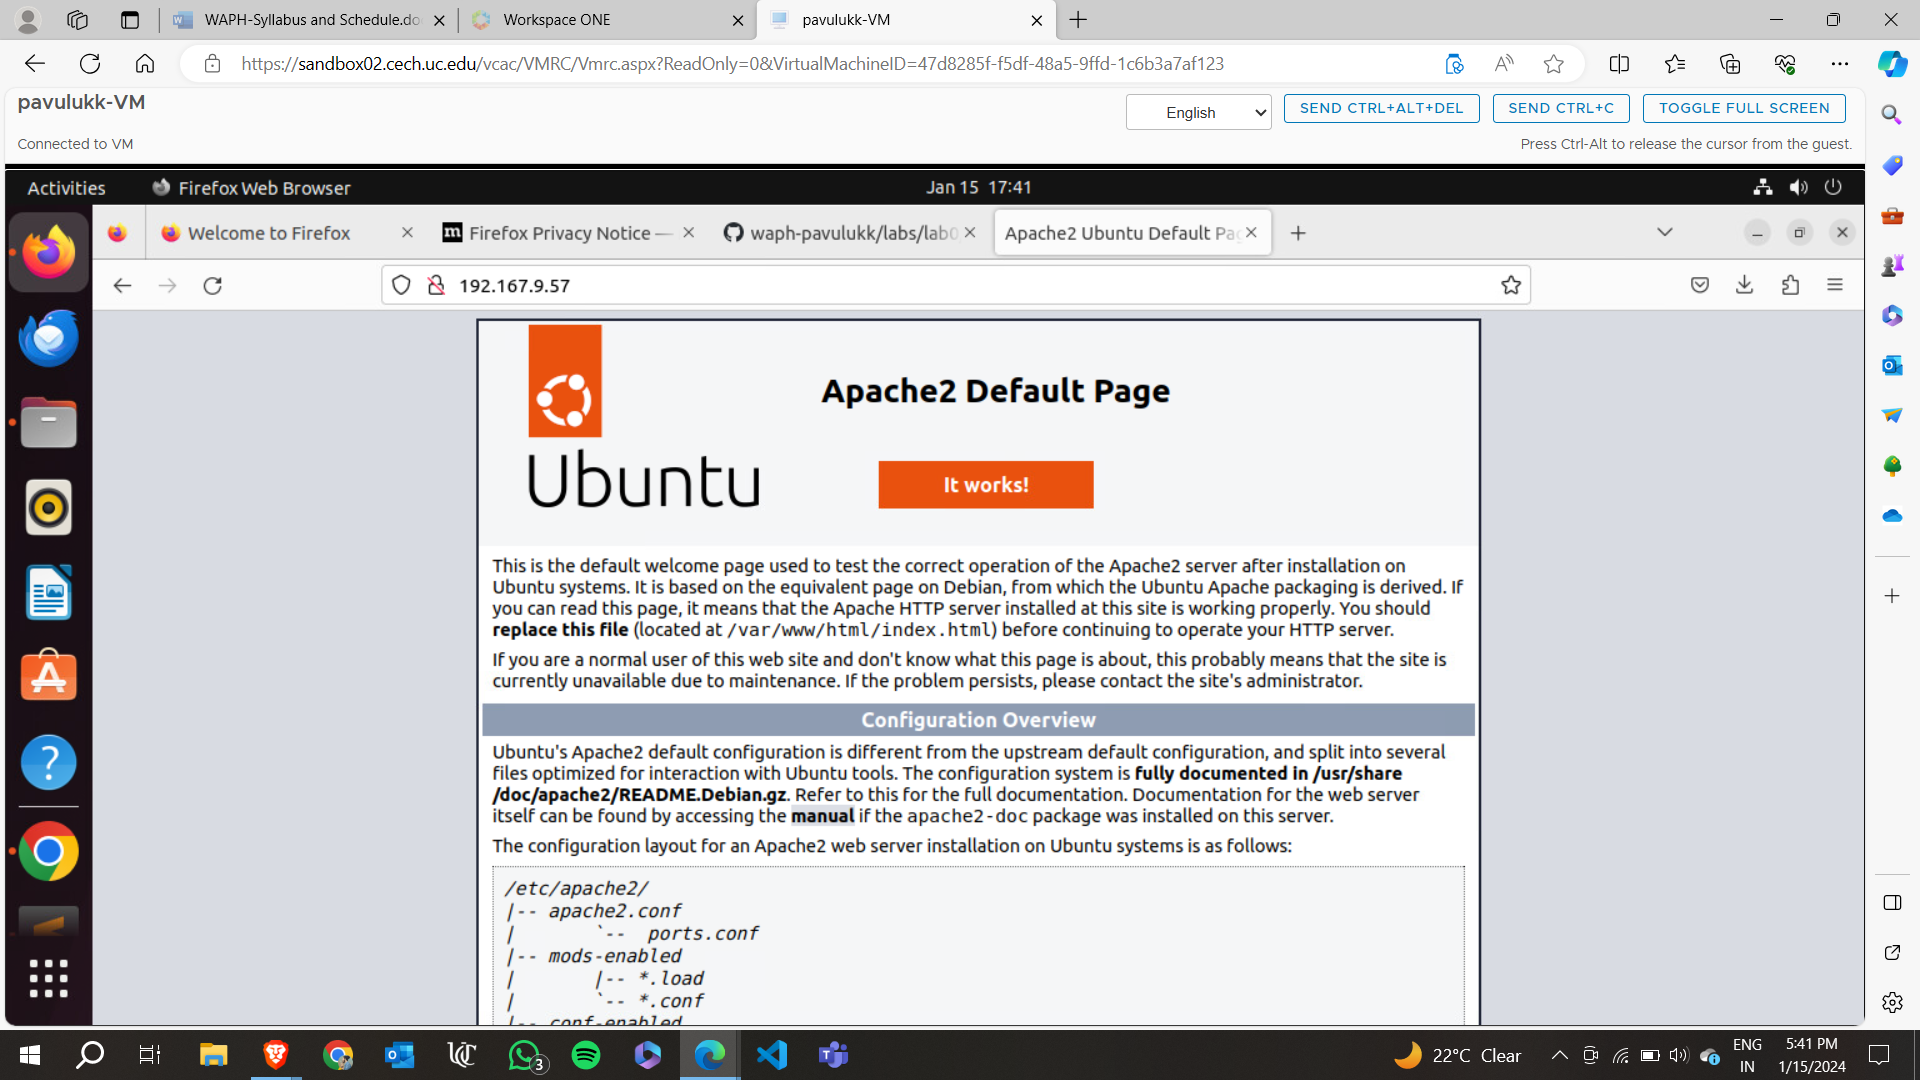 WAPH-Syllabus and Schedule.do
Workspace ONE
pavulukk-VM
https://sandbox02.cech.uc.edu/vcac/VMRC/Vmrc.aspx?ReadOnly=0&VirtualMachineID=47d8285f-f5df-48a5-9ffd-1c6b3a7af123
pavulukk-VM
English
SEND CTRL+ALT+DEL
SEND CTRL+C
TOGGLE FULL SCREEN
Connected to VM
Press Ctrl-Alt to release the cursor from the guest.
Activities
Firefox Web Browser
Jan 15 17:41
Welcome to Firefox
Firefox Privacy Notice —
waph-pavulukk/labs/lab0
Apache2 Ubuntu Default Pag
192.167.9.57
Apache2 Default Page
Ubuntu
It works!
This is the default welcome page used to test the correct operation of the Apache2 server after installation on
Ubuntu systems. It is based on the equivalent page on Debian, from which the Ubuntu Apache packaging is derived. If
you can read this page, it means that the Apache HTTP server installed at this site is working properly. You should
replace this file (located at /var/www/html/index.html) before continuing to operate your HTTP server.
If you are a normal user of this web site and don't know what this page is about, this probably means that the site is
currently unavailable due to maintenance. If the problem persists, please contact the site's administrator.
Configuration Overview
Ubuntu's Apache2 default configuration is different from the upstream default configuration, and split into several
files optimized for interaction with Ubuntu tools. The configuration system is fully documented in /usr/share
/doc/apache2/README.Debian.gz. Refer to this for the full documentation. Documentation for the web server
itself can be found by accessing the manual if the apache2-doc package was installed on this server.
The configuration layout for an Apache2 web server installation on Ubuntu systems is as follows:
/etc/apache2/
|-- apache2.conf
|       `--  ports.conf
|-- mods-enabled
|       |-- *.load
|       `-- *.conf
|-- conf-enabled
3
22°C Clear
ENG
IN
5:41 PM
1/15/2024